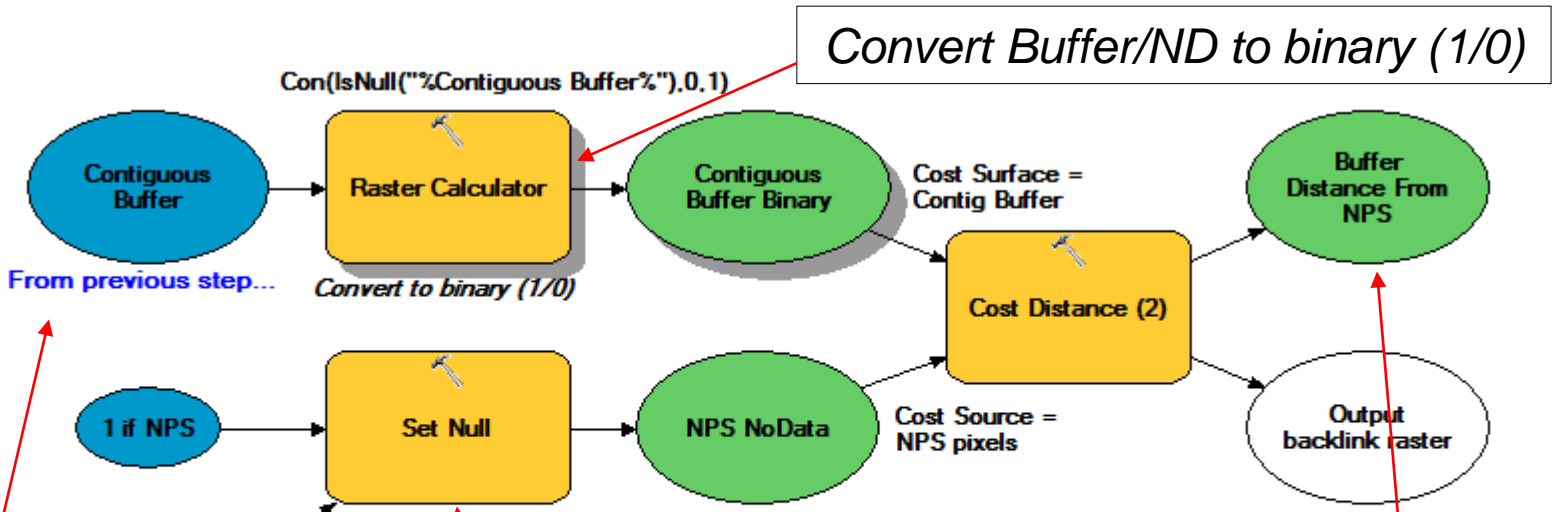 Convert Buffer/ND to binary (1/0)
Con(IsNull("%Contiguous Buffer%"),0,1)
Contiguous
Buffer
Raster Calculator
Contiguous
Buffer Binary
Cost Surface =
Contig Buffer
Buffer
Distance From
NPS
From previous step...
Convert to binary (1/0)
Cost Distance (2)
1 if NPS
Set Null
NPS NoData
Cost Source =
NPS pixels
Output
backlink raster